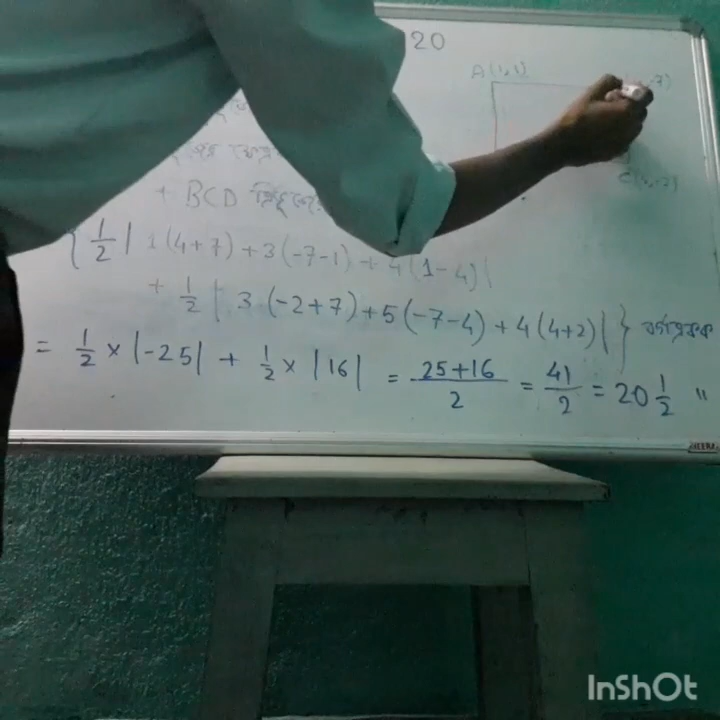 20
A(1,1)
-7)
+ BCD
{ 1/2 | 1(4+7)+3(-7-1)+4(1-4)|
+ 1/2 | 3(-2+7)+5(-7-4)+4(4+2)| }
= 1/2 × |-25| + 1/2 × |16| = 25+16/2 = 41/2 = 20 1/2 "
InShOt